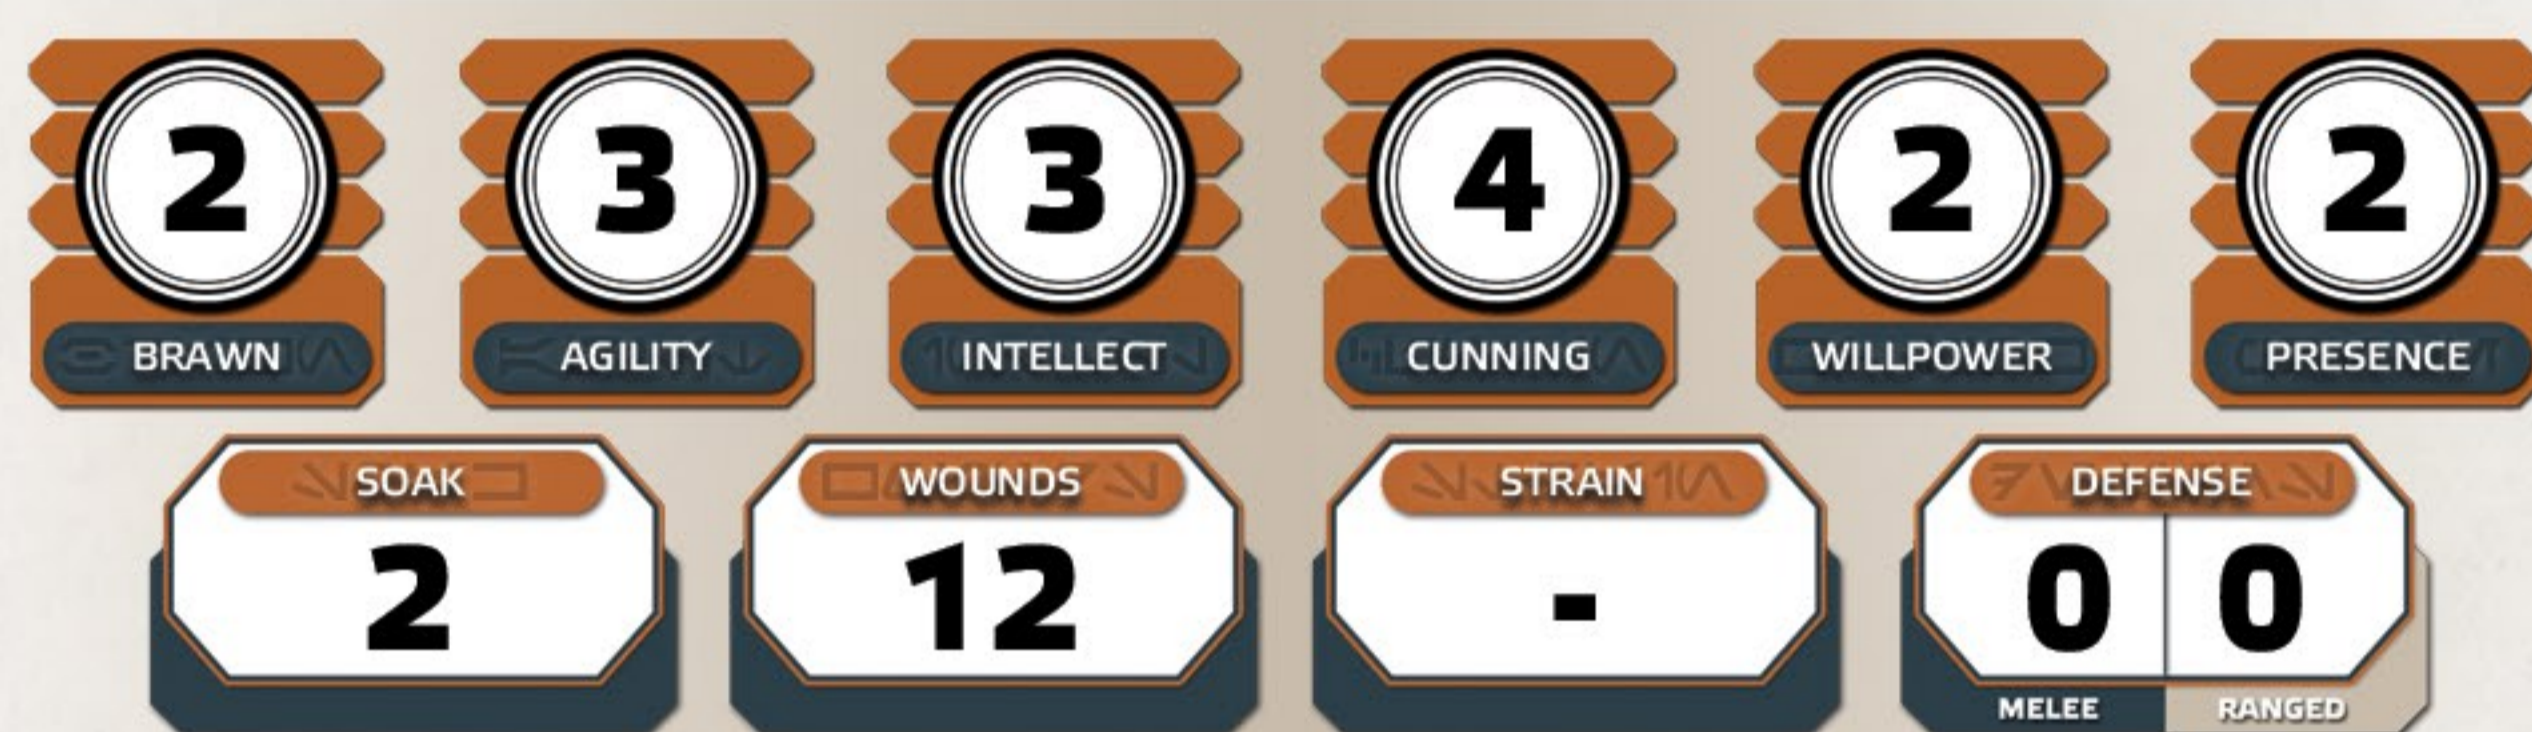 2 3 3 4 2 2
BRAWN AGILITY INTELLECT CUNNING WILLPOWER PRESENCE
SOAK WOUNDS STRAIN DEFENSE
2 12 - 0 0
MELEE RANGED